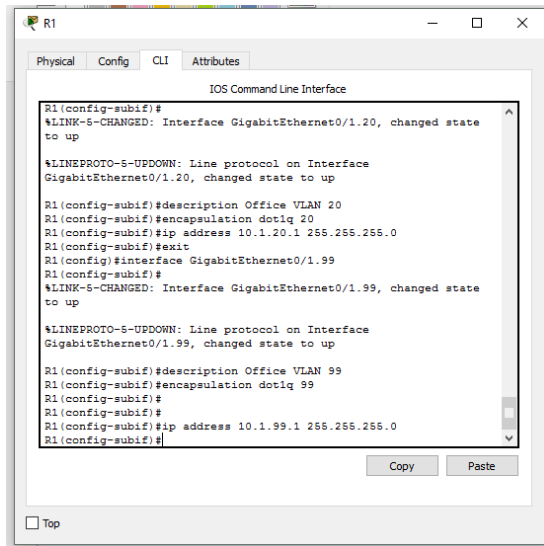 R1
Physical Config CLI Attributes
IOS Command Line Interface
R1(config-subif)#
%LINK-5-CHANGED: Interface GigabitEthernet0/1.20, changed state
to up
%LINEPROTO-5-UPDOWN: Line protocol on Interface
GigabitEthernet0/1.20, changed state to up
R1(config-subif)#description Office VLAN 20
R1(config-subif)#encapsulation dot1q 20
R1(config-subif)#ip address 10.1.20.1 255.255.255.0
R1(config-subif)#exit
R1(config)#interface GigabitEthernet0/1.99
R1(config-subif)#
%LINK-5-CHANGED: Interface GigabitEthernet0/1.99, changed state
to up
%LINEPROTO-5-UPDOWN: Line protocol on Interface
GigabitEthernet0/1.99, changed state to up
R1(config-subif)#description Office VLAN 99
R1(config-subif)#encapsulation dot1q 99
R1(config-subif)#
R1(config-subif)#
R1(config-subif)#ip address 10.1.99.1 255.255.255.0
R1(config-subif)#
Copy Paste
Top